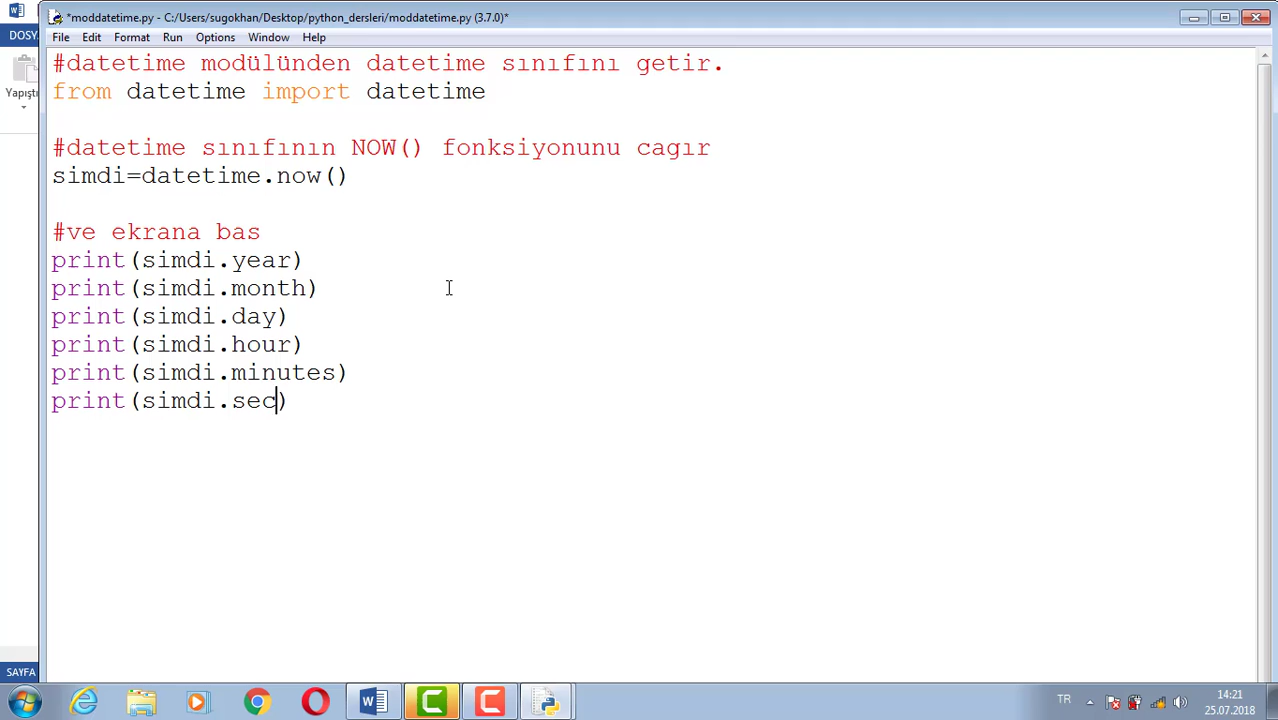 *moddatetime.py - C:/Users/sugokhan/Desktop/python_dersleri/moddatetime.py (3.7.0)*
DOSY
File Edit Format Run Options Window Help
Yapıştı
#datetime modülünden datetime sınıfını getir.
from datetime import datetime
#datetime sınıfının NOW() fonksiyonunu cagır
simdi=datetime.now()
#ve ekrana bas
print(simdi.year)
print(simdi.month)
print(simdi.day)
print(simdi.hour)
print(simdi.minutes)
print(simdi.sec)
SAYFA
TR
14:21
25.07.2018